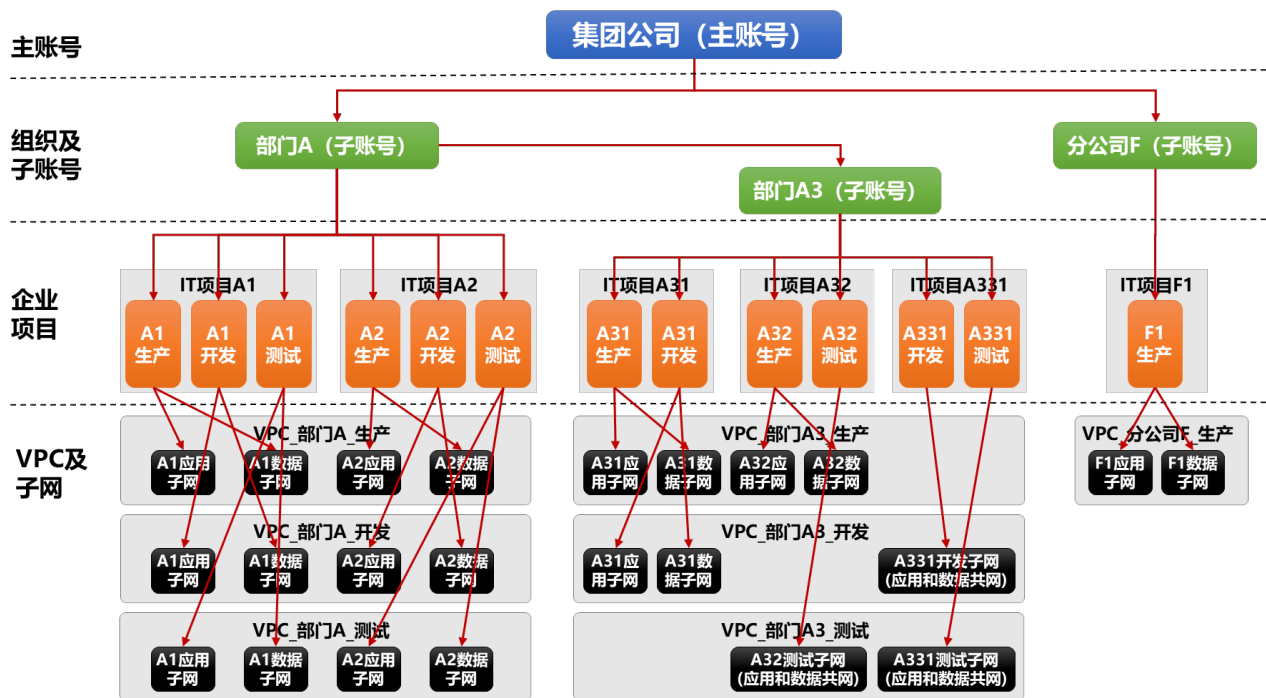 集团公司（主账号）
主账号
组织及
子账号
部门A（子账号）
分公司F（子账号）
部门A3（子账号）
企业
项目
IT项目A1
A1
生产
A1
开发
A1
测试
IT项目A2
A2
生产
A2
开发
A2
测试
IT项目A31
A31
生产
A31
开发
IT项目A32
A32
生产
A32
测试
IT项目A331
A331
开发
A331
测试
IT项目F1
F1
生产
VPC及
子网
VPC_部门A_生产
A1应用
子网
A1数据
子网
A2应用
子网
A2数据
子网
VPC_部门A3_生产
A31应
用子网
A31数
据子网
A32应
用子网
A32数
据子网
VPC_分公司F_生产
F1应用
子网
F1数据
子网
VPC_部门A_开发
A1应用
子网
A1数据
子网
A2应用
子网
A2数据
子网
VPC_部门A3_开发
A31应
用子网
A31数
据子网
A331开发子网
(应用和数据共网)
VPC_部门A_测试
A1应用
子网
A1数据
子网
A2应用
子网
A2数据
子网
VPC_部门A3_测试
A32测试子网
(应用和数据共网)
A331测试子网
(应用和数据共网)